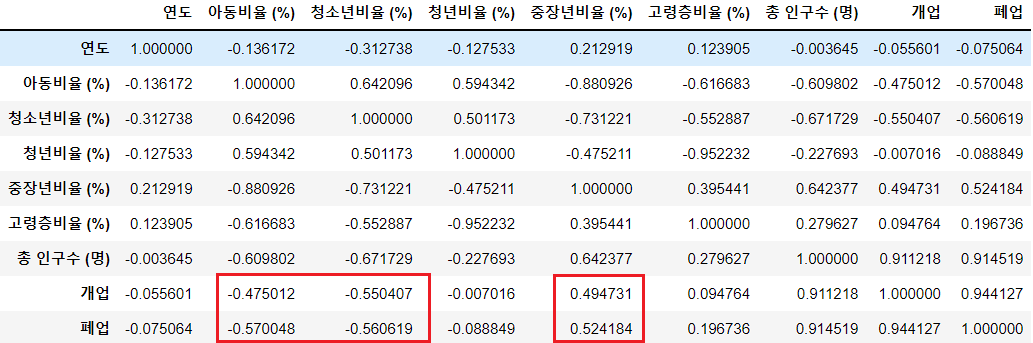 연도 아동비율 (%) 청소년비율 (%) 청년비율 (%) 중장년비율 (%) 고령층비율 (%) 총 인구수 (명) 개업 폐업
연도 1.000000 -0.136172 -0.312738 -0.127533 0.212919 0.123905 -0.003645 -0.055601 -0.075064
아동비율 (%) -0.136172 1.000000 0.642096 0.594342 -0.880926 -0.616683 -0.609802 -0.475012 -0.570048
청소년비율 (%) -0.312738 0.642096 1.000000 0.501173 -0.731221 -0.552887 -0.671729 -0.550407 -0.560619
청년비율 (%) -0.127533 0.594342 0.501173 1.000000 -0.475211 -0.952232 -0.227693 -0.007016 -0.088849
중장년비율 (%) 0.212919 -0.880926 -0.731221 -0.475211 1.000000 0.395441 0.642377 0.494731 0.524184
고령층비율 (%) 0.123905 -0.616683 -0.552887 -0.952232 0.395441 1.000000 0.279627 0.094764 0.196736
총 인구수 (명) -0.003645 -0.609802 -0.671729 -0.227693 0.642377 0.279627 1.000000 0.911218 0.914519
개업 -0.055601 -0.475012 -0.550407 -0.007016 0.494731 0.094764 0.911218 1.000000 0.944127
폐업 -0.075064 -0.570048 -0.560619 -0.088849 0.524184 0.196736 0.914519 0.944127 1.000000